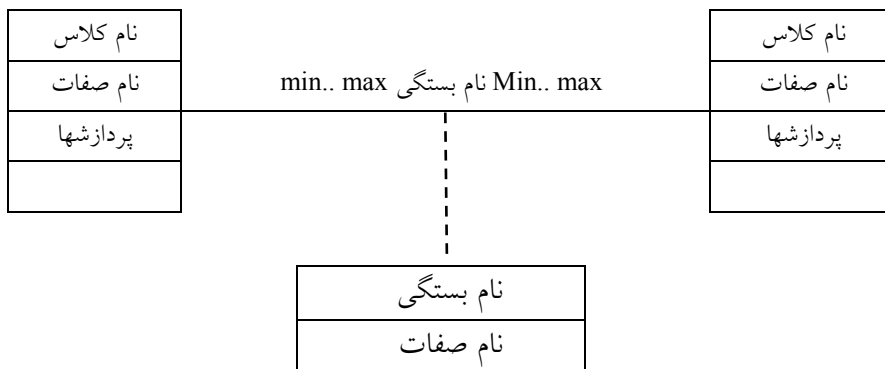 نام کلاس
نام صفات
پردازشها
min.. max نام بستگی Min.. max
نام کلاس
نام صفات
پردازشها
نام بستگی
نام صفات